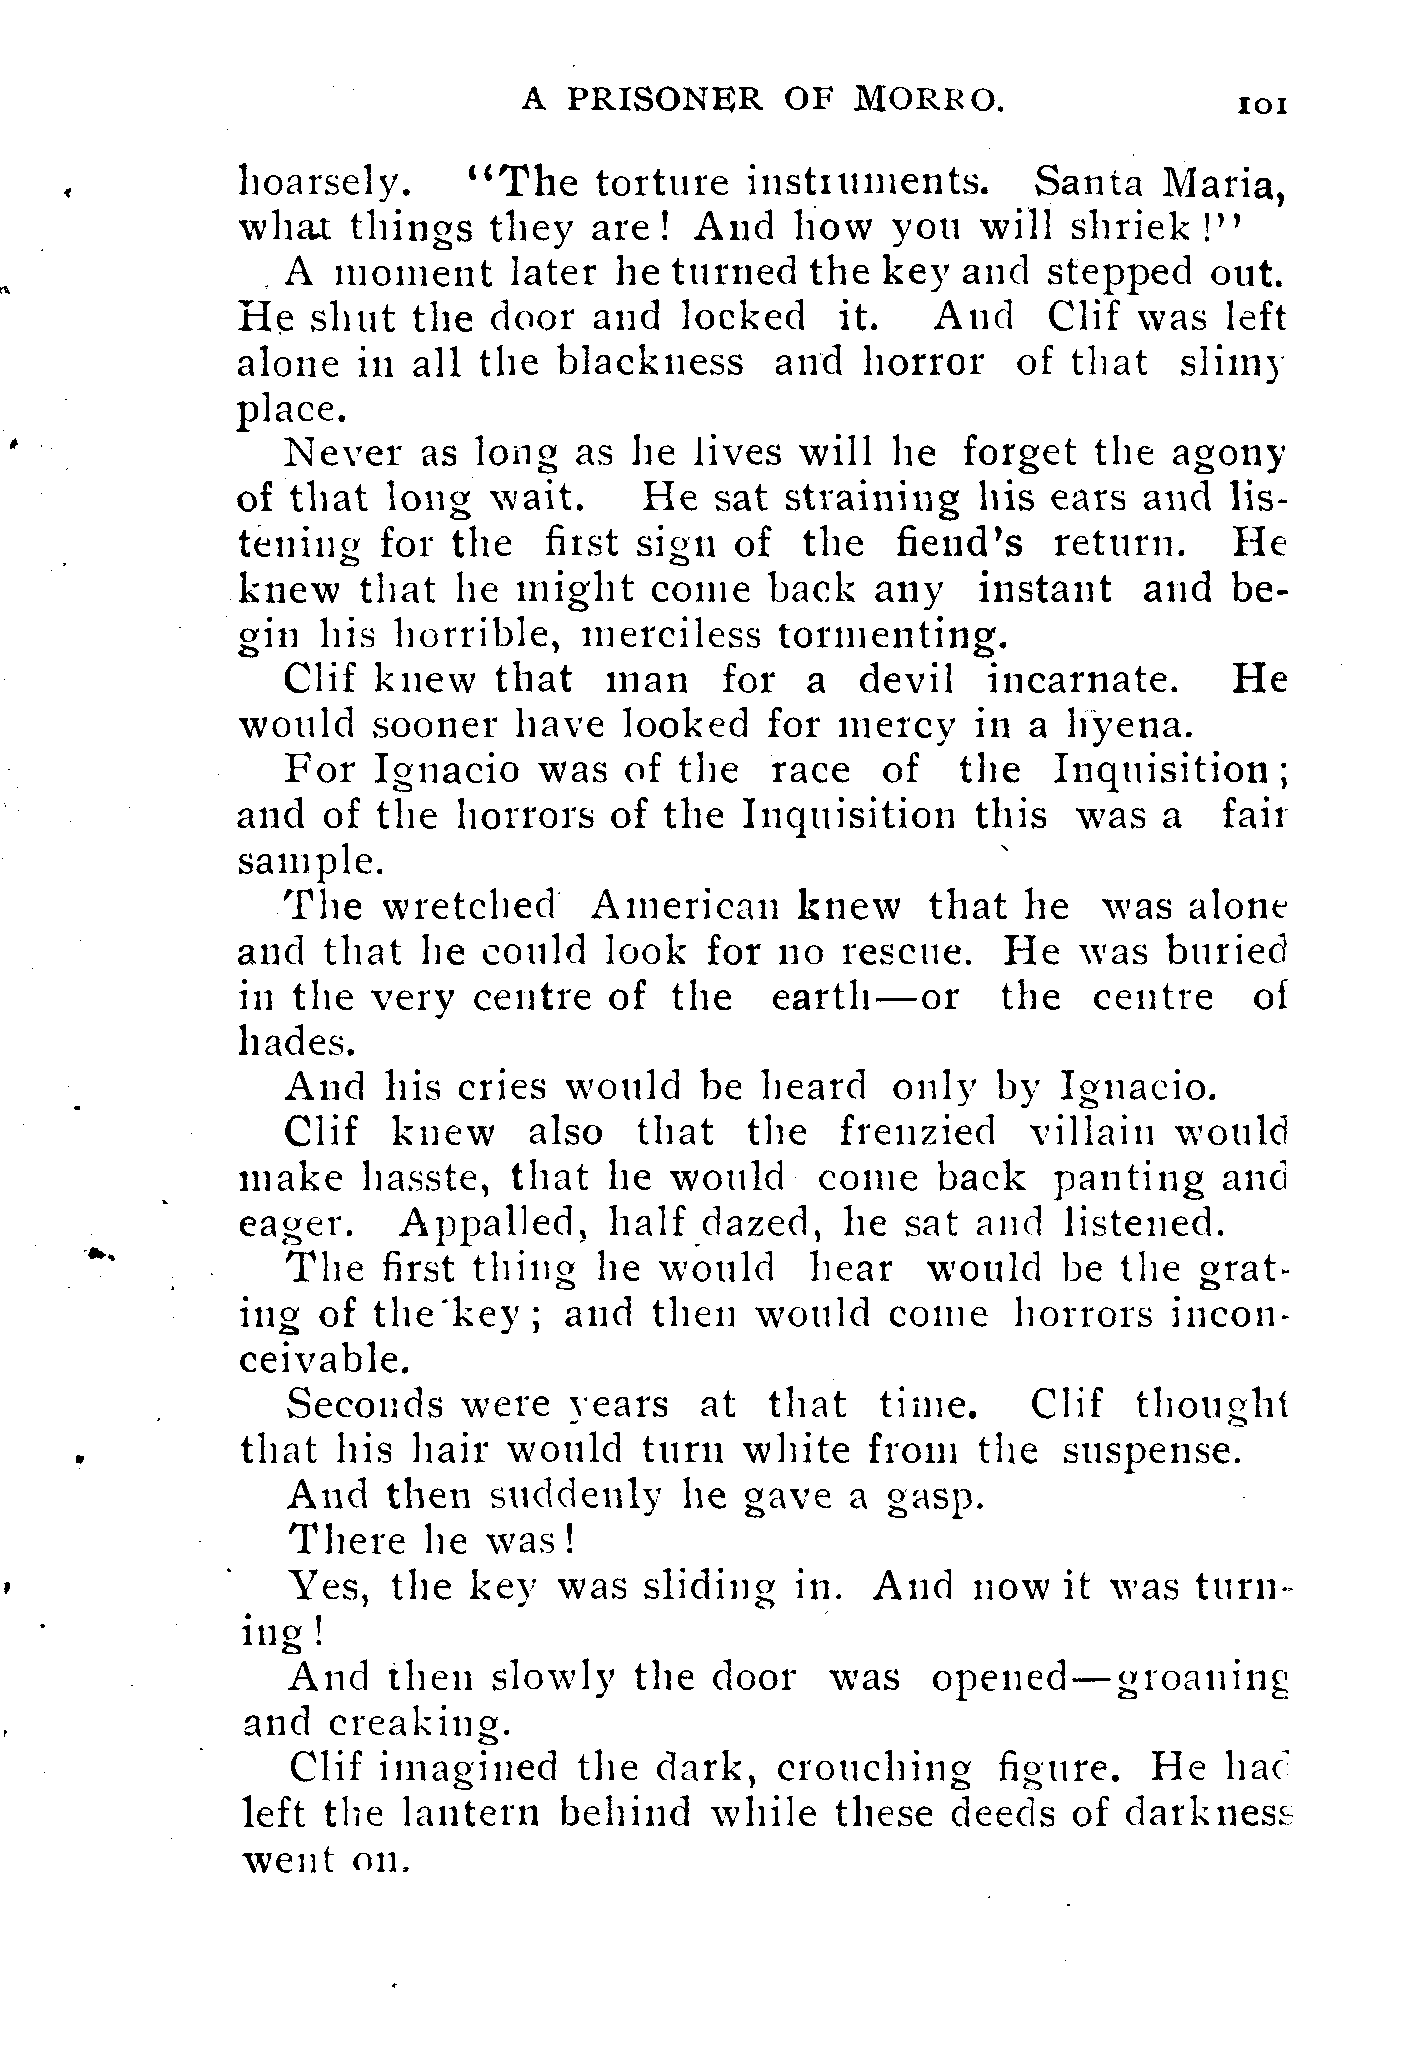 A PRISONER OF MORRO. 101
hoarsely. "The torture instruments. Santa Maria,
what things they are! And how you will shriek!"
A moment later he turned the key and stepped out.
He shut the door and locked it. And Clif was left
alone in all the blackness and horror of that slimy
place.
Never as long as he lives will he forget the agony
of that long wait. He sat straining his ears and lis-
tening for the first sign of the fiend's return. He
knew that he might come back any instant and be-
gin his horrible, merciless tormenting.
Clif knew that man for a devil incarnate. He
would sooner have looked for mercy in a hyena.
For Ignacio was of the race of the Inquisition;
and of the horrors of the Inquisition this was a fair
sample.
The wretched American knew that he was alone
and that he could look for no rescue. He was buried
in the very centre of the earth—or the centre of
hades.
And his cries would be heard only by Ignacio.
Clif knew also that the frenzied villain would
make hasste, that he would come back panting and
eager. Appalled, half dazed, he sat and listened.
The first thing he would hear would be the grat-
ing of the key; and then would come horrors incon-
ceivable.
Seconds were years at that time. Clif thought
that his hair would turn white from the suspense.
And then suddenly he gave a gasp.
There he was!
Yes, the key was sliding in. And now it was turn-
ing!
And then slowly the door was opened—groaning
and creaking.
Clif imagined the dark, crouching figure. He had
left the lantern behind while these deeds of darkness
went on.